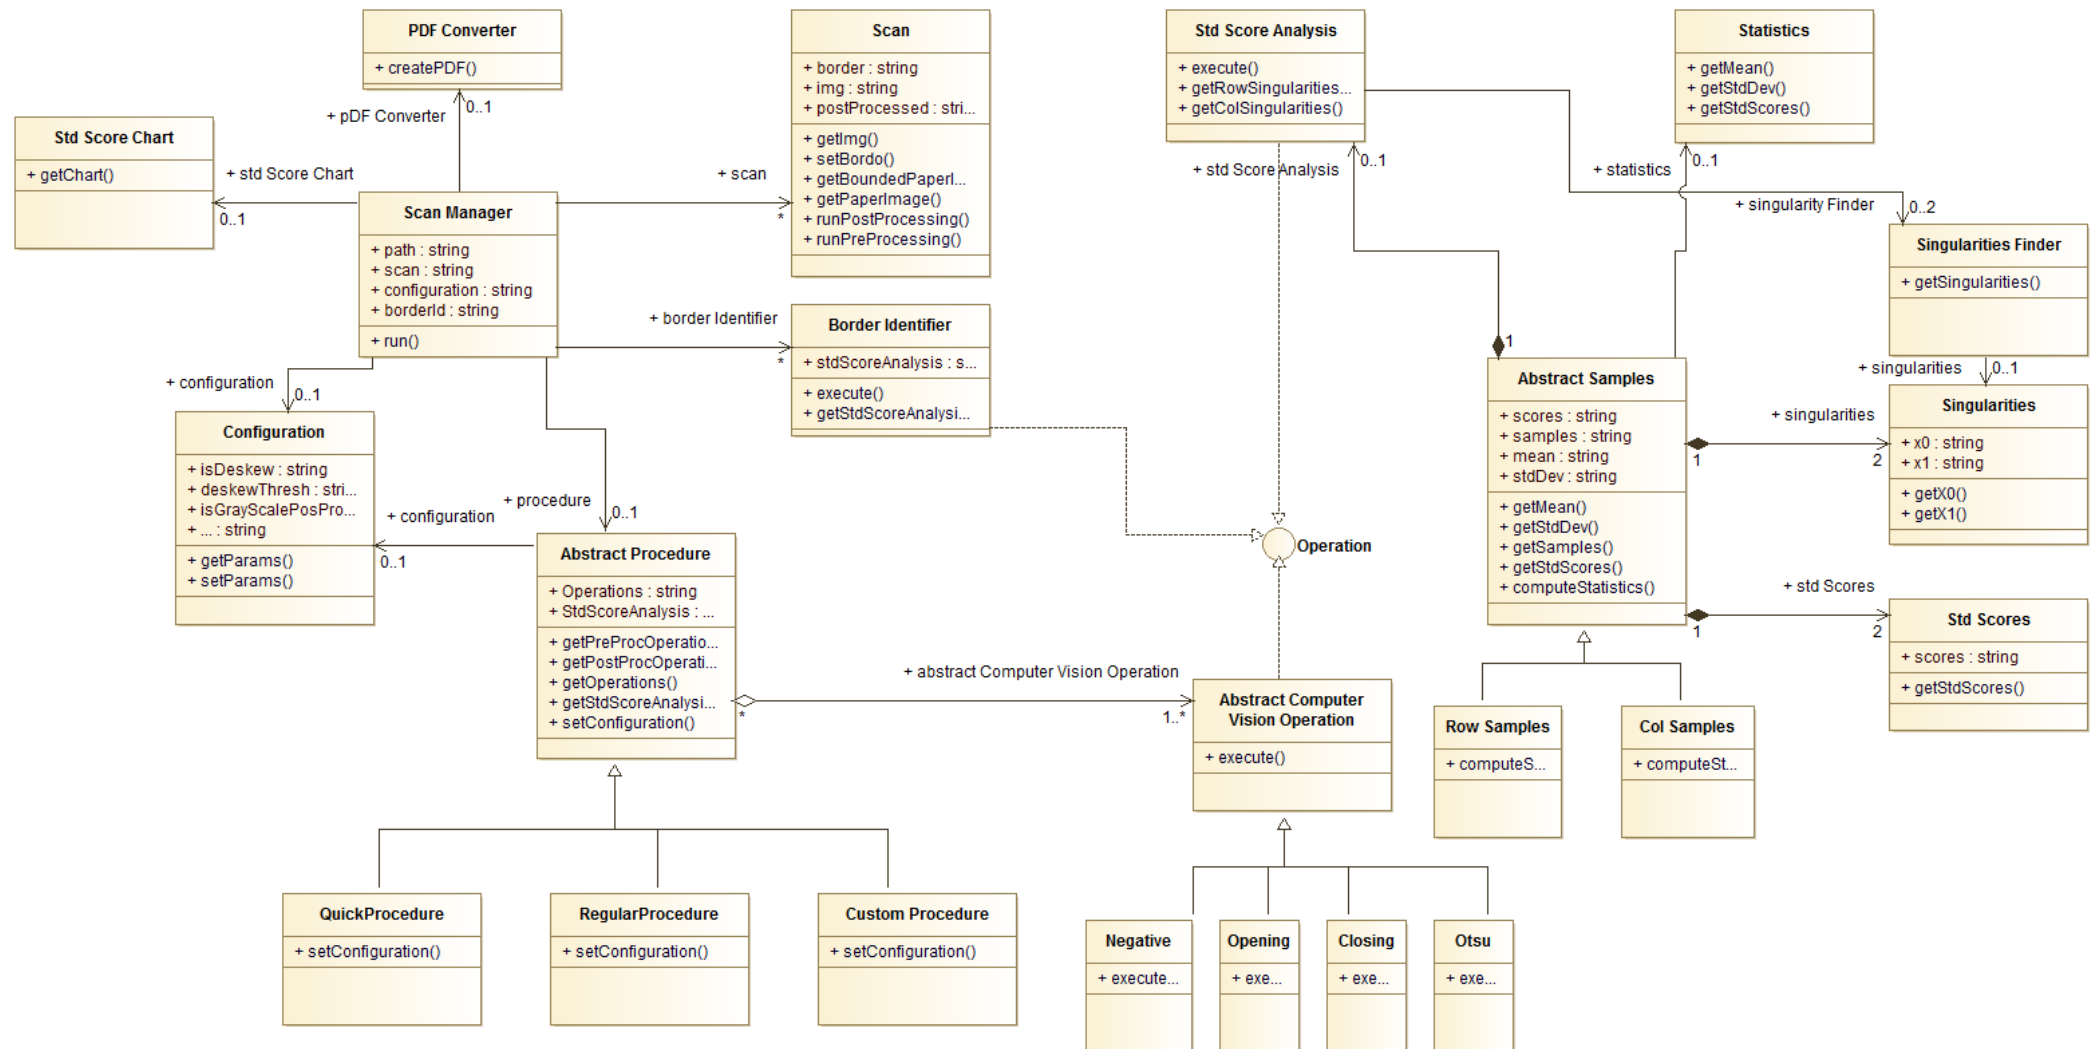 PDF Converter
+ createPDF()
0..1
+ pDF Converter
Std Score Chart
+ getChart()
+ std Score Chart
0..1
Scan
+ border : string
+ img : string
+ postProcessed : stri...
+ getImg()
+ setBordo()
+ getBoundedPaperI...
+ getPaperImage()
+ runPostProcessing()
+ runPreProcessing()
+ scan
*
Scan Manager
+ path : string
+ scan : string
+ configuration : string
+ borderId : string
+ run()
+ border Identifier
*
Border Identifier
+ stdScoreAnalysis : s...
+ execute()
+ getStdScoreAnalysi...
+ configuration
0..1
Configuration
+ isDeskew : string
+ deskewThresh : stri...
+ isGrayScalePosPro...
+ ... : string
+ getParams()
+ setParams()
+ configuration
0..1
+ procedure
0..1
Abstract Procedure
+ Operations : string
+ StdScoreAnalysis : ...
+ getPreProcOperatio...
+ getPostProcOperati...
+ getOperations()
+ getStdScoreAnalysi...
+ setConfiguration()
*
+ abstract Computer Vision Operation
1..*
QuickProcedure
+ setConfiguration()
RegularProcedure
+ setConfiguration()
Custom Procedure
+ setConfiguration()
Std Score Analysis
+ execute()
+ getRowSingularities...
+ getColSingularities()
+ std Score Analysis
0..1
Statistics
+ getMean()
+ getStdDev()
+ getStdScores()
+ statistics
0..1
+ singularity Finder
0..2
Singularities Finder
+ getSingularities()
+ singularities
0..1
Singularities
+ x0 : string
+ x1 : string
+ getX0()
+ getX1()
1
Abstract Samples
+ scores : string
+ samples : string
+ mean : string
+ stdDev : string
+ getMean()
+ getStdDev()
+ getSamples()
+ getStdScores()
+ computeStatistics()
+ singularities
1
2
+ std Scores
1
2
Std Scores
+ scores : string
+ getStdScores()
Operation
Abstract Computer
Vision Operation
+ execute()
Row Samples
+ computeS...
Col Samples
+ computeSt...
Negative
+ execute...
Opening
+ exe...
Closing
+ exe...
Otsu
+ exe...